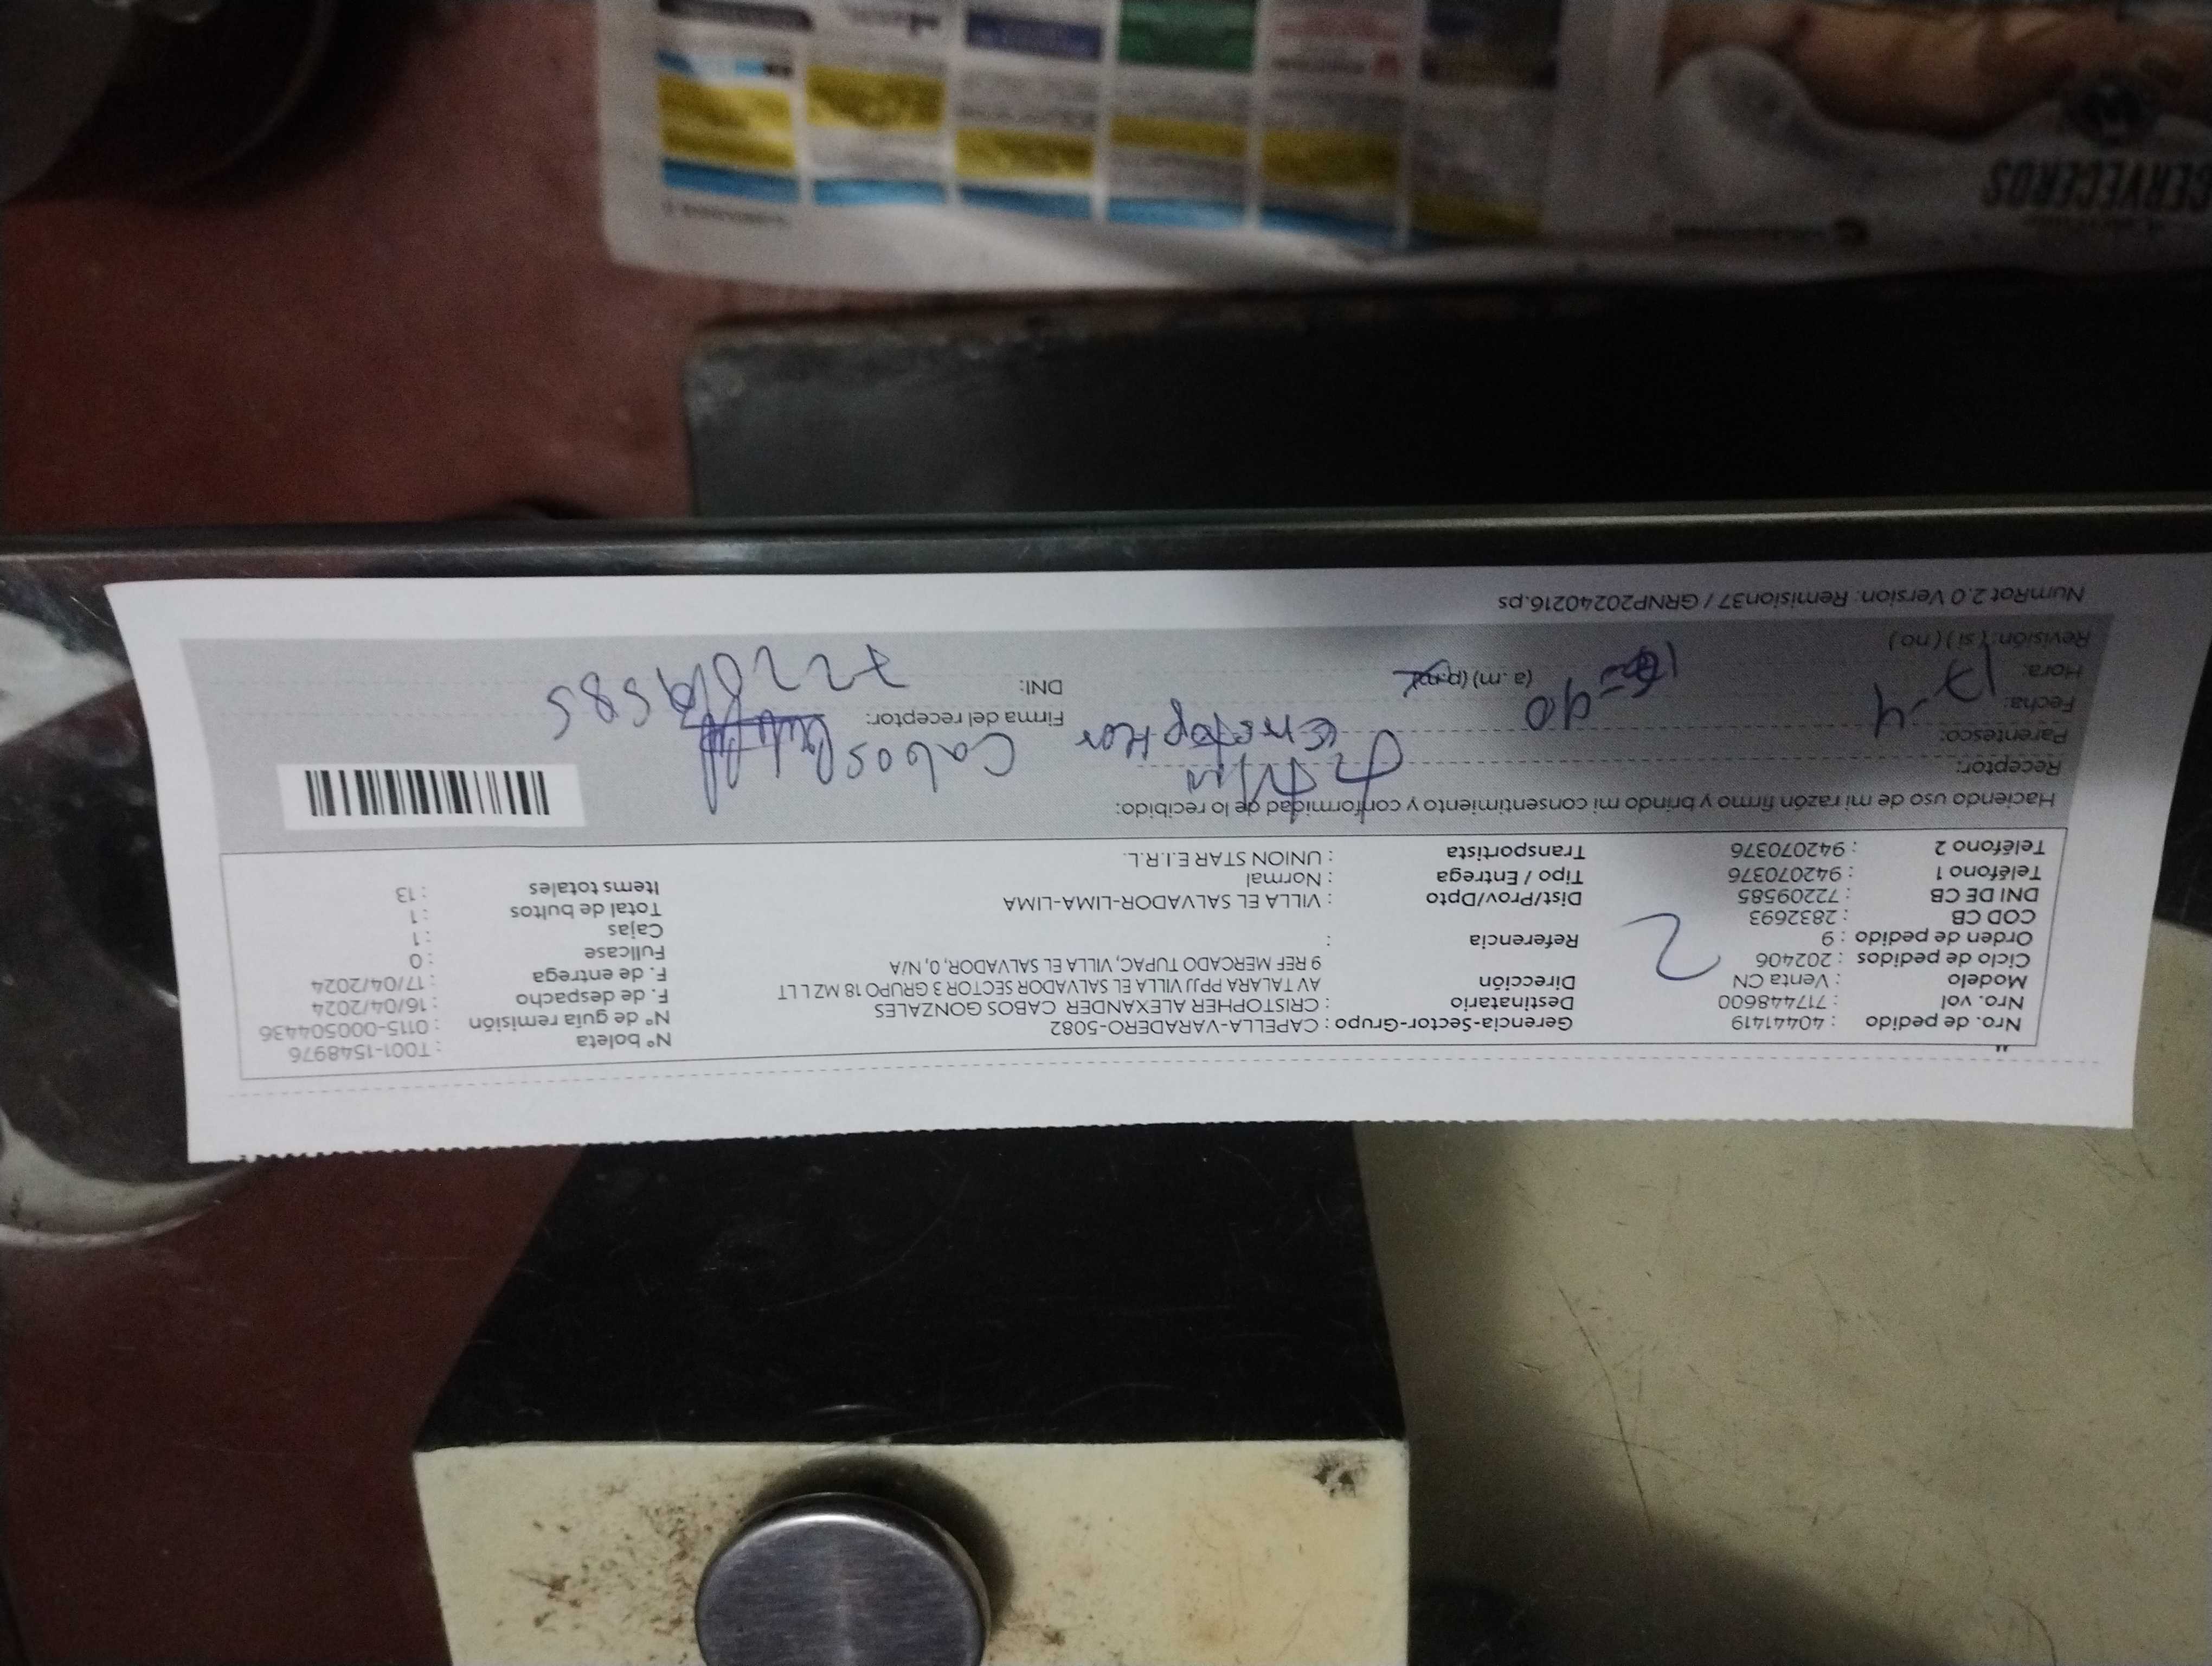 Nro. de pedido : 40441419
Nro. vol : 717448600
Modelo : Venta CN
Ciclo de pedidos : 202406
Orden de pedido : 9
COD CB : 2832693
DNI DE CB : 72209585
Teléfono 1 : 942070376
Teléfono 2 : 942070376
2
Gerencia-Sector-Grupo : CAPELLA-VARADERO-5082
Destinatario : CRISTOPHER ALEXANDER CABOS GONZALES
Dirección AV TALARA PPJJ VILLA EL SALVADOR SECTOR 3 GRUPO 18 MZ L LT
9 REF MERCADO TUPAC, VILLA EL SALVADOR, 0, N/A
Referencia :
Dist/Prov/Dpto : VILLA EL SALVADOR-LIMA-LIMA
Tipo / Entrega : Normal
Transportista : UNION STAR E.I.R.L.
N° boleta : T001-1548976
N° de guía remisión : 0115-000504436
F. de despacho : 16/04/2024
F. de entrega : 17/04/2024
Fullcase : 0
Cajas : 1
Total de bultos : 1
Items totales : 13
Haciendo uso de mi razón firmo y brindo mi consentimiento y conformidad de lo recibido:
Receptor:
Parentesco:
Fecha: 17-4
Hora: (a.m) (p.m)
Revisión: ( si ) ( no )
Cabos
Firma del receptor:
DNI:
NumRot 2.0 Version: Remision37 / GRNP20240216.ps
CERVECEROS